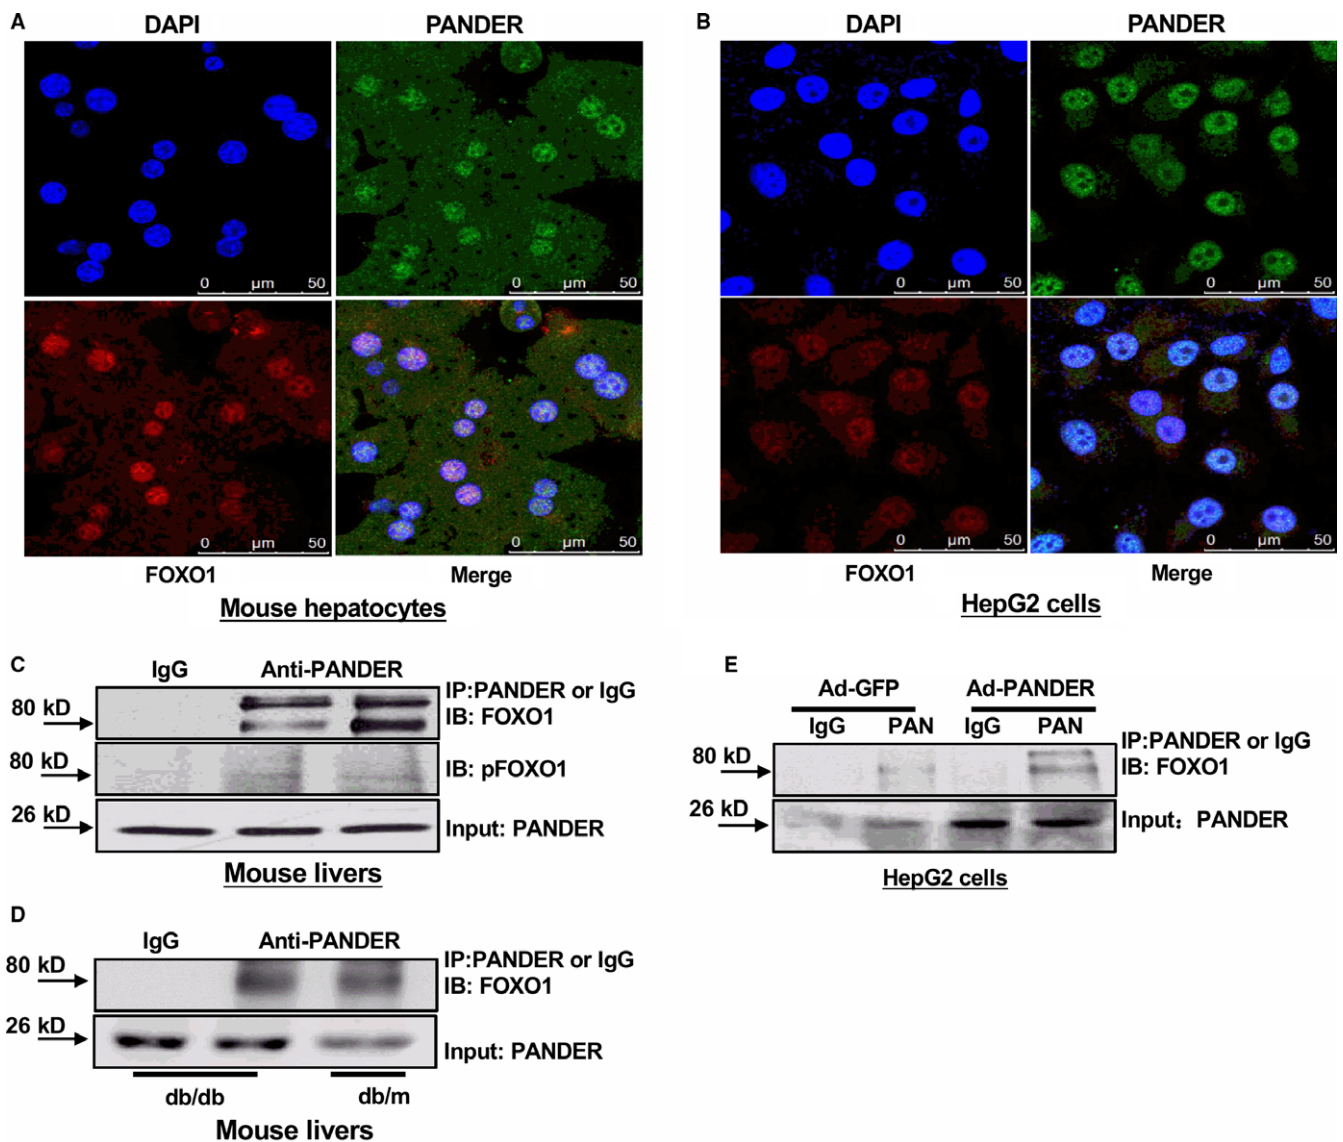 A
DAPI
PANDER
0 µm 50
0 µm 50
0 µm 50
0 µm 50
FOXO1
Merge
Mouse hepatocytes
B
DAPI
PANDER
0 µm 50
0 µm 50
0 µm 50
0 µm 50
FOXO1
Merge
HepG2 cells
C
IgG
Anti-PANDER
80 kD
IP:PANDER or IgG
IB: FOXO1
80 kD
IB: pFOXO1
26 kD
Input: PANDER
Mouse livers
E
Ad-GFP
Ad-PANDER
IgG
PAN
IgG
PAN
80 kD
IP:PANDER or IgG
IB: FOXO1
26 kD
Input: PANDER
HepG2 cells
D
IgG
Anti-PANDER
80 kD
IP:PANDER or IgG
IB: FOXO1
26 kD
Input: PANDER
db/db
db/m
Mouse livers